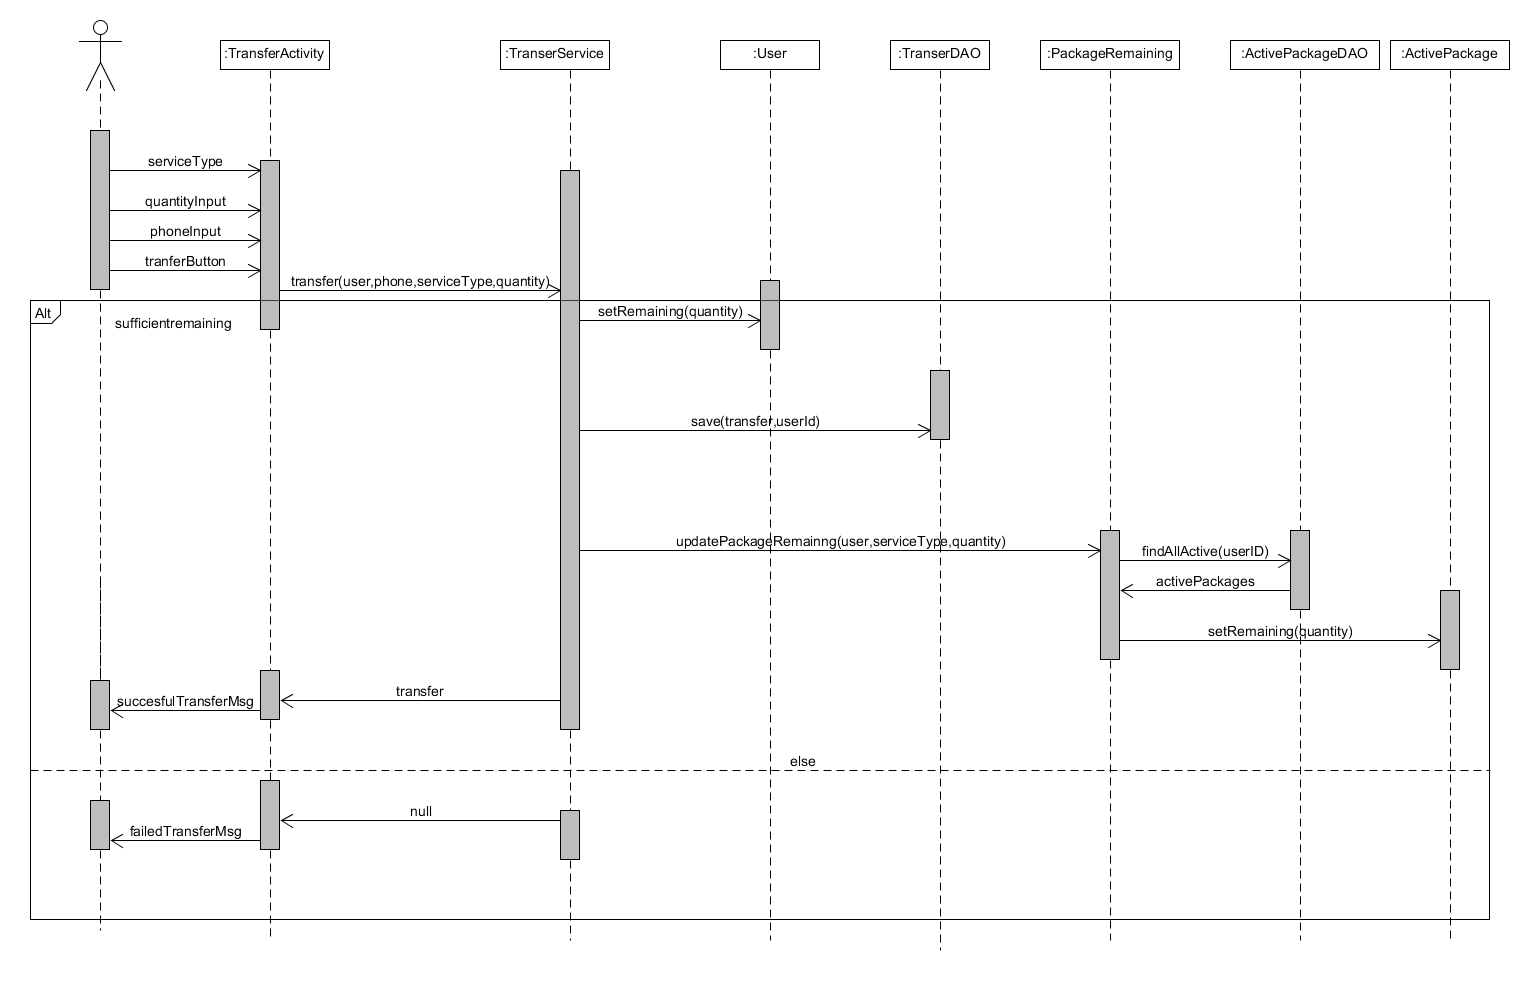 :TransferActivity
:TranserService
:User
:TranserDAO
:PackageRemaining
:ActivePackageDAO
:ActivePackage
serviceType
quantityInput
phoneInput
tranferButton
transfer(user,phone,serviceType,quantity)
Alt
sufficientremaining
setRemaining(quantity)
save(transfer,userId)
updatePackageRemainng(user,serviceType,quantity)
findAllActive(userID)
activePackages
setRemaining(quantity)
transfer
succesfulTransferMsg
else
null
failedTransferMsg